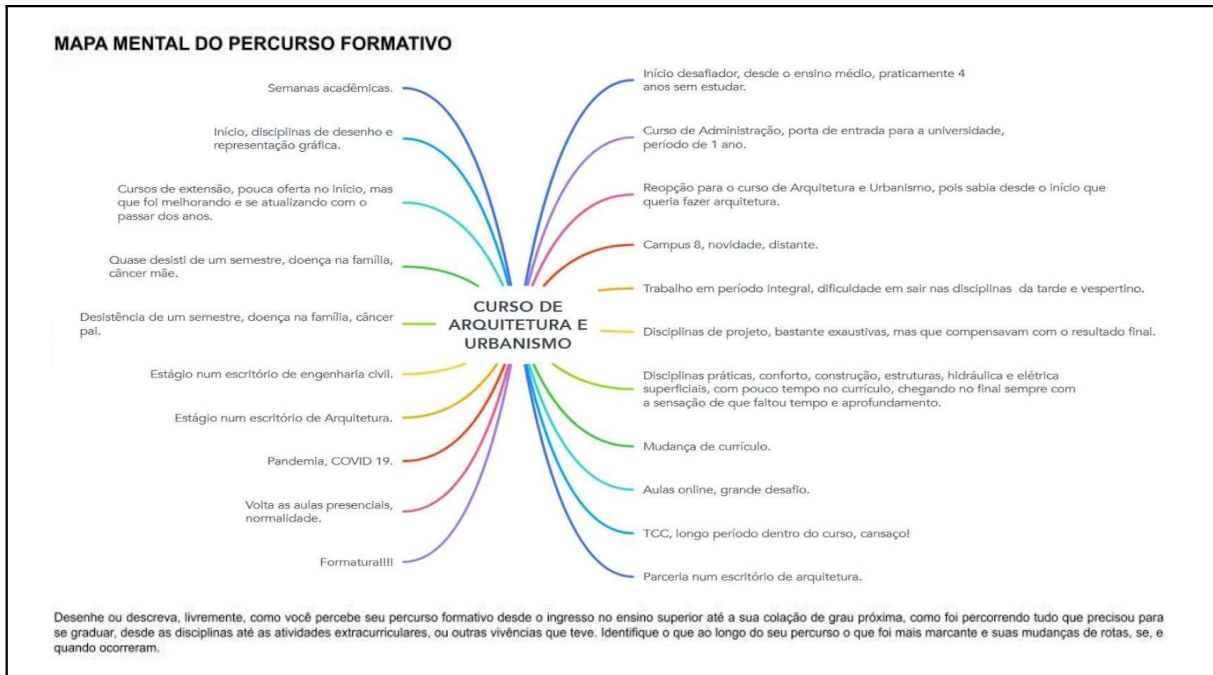 MAPA MENTAL DO PERCURSO FORMATIVO
Semanas acadêmicas.
Início, disciplinas de desenho e
representação gráfica.
Cursos de extensão, pouca oferta no início, mas
que foi melhorando e se atualizando com o
passar dos anos.
Quase desisti de um semestre, doença na família,
câncer mãe.
Desistência de um semestre, doença na família, câncer
pai.
Estágio num escritório de engenharia civil.
Estágio num escritório de Arquitetura.
Pandemia, COVID 19.
Volta as aulas presenciais,
normalidade.
Formatura!!!!
CURSO DE
ARQUITETURA E
URBANISMO
Início desafiador, desde o ensino médio, praticamente 4
anos sem estudar.
Curso de Administração, porta de entrada para a universidade,
período de 1 ano.
Reopção para o curso de Arquitetura e Urbanismo, pois sabia desde o início que
queria fazer arquitetura.
Campus 8, novidade, distante.
Trabalho em período integral, dificuldade em sair nas disciplinas da tarde e vespertino.
Disciplinas de projeto, bastante exaustivas, mas que compensavam com o resultado final.
Disciplinas práticas, conforto, construção, estruturas, hidráulica e elétrica
superficiais, com pouco tempo no currículo, chegando no final sempre com
a sensação de que faltou tempo e aprofundamento.
Mudança de currículo.
Aulas online, grande desafio.
TCC, longo período dentro do curso, cansaço!
Parceria num escritório de arquitetura.
Desenhe ou descreva, livremente, como você percebe seu percurso formativo desde o ingresso no ensino superior até a sua colação de grau próxima, como foi percorrendo tudo que precisou para
se graduar, desde as disciplinas até as atividades extracurriculares, ou outras vivências que teve. Identifique o que ao longo do seu percurso o que foi mais marcante e suas mudanças de rotas, se, e
quando ocorreram.